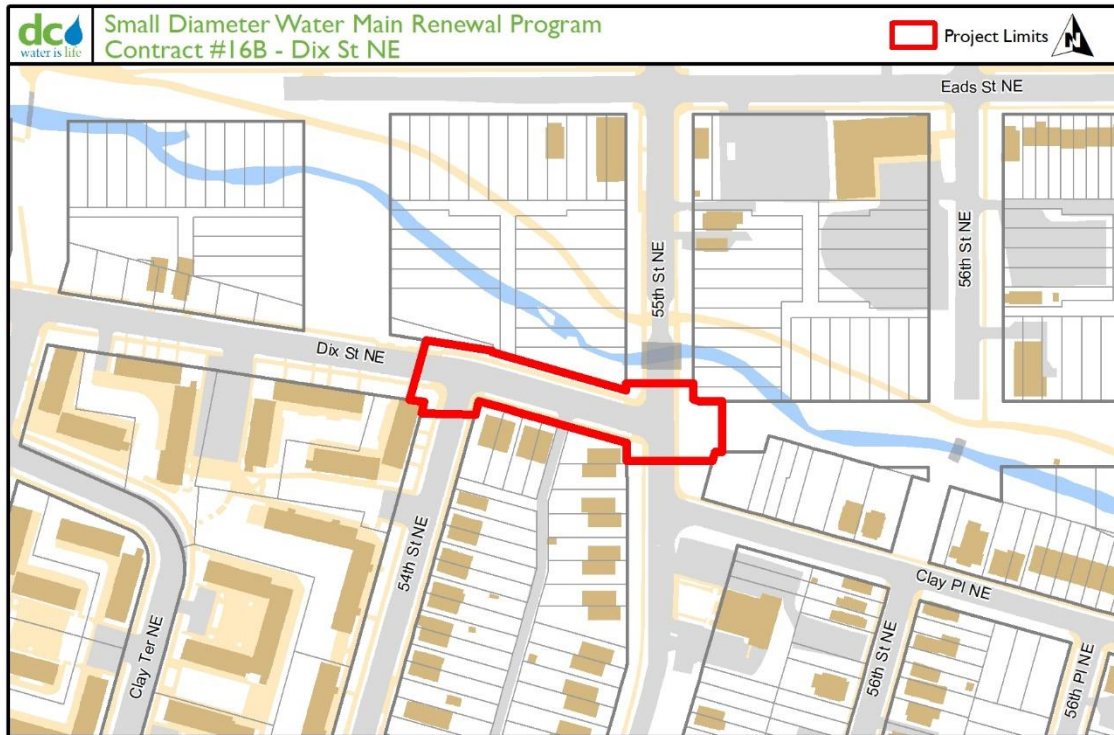 dc
water is life
Small Diameter Water Main Renewal Program
Contract #16B - Dix St NE
Project Limits
N
Eads St NE
55th St NE
56th St NE
Dix St NE
54th St NE
Clay Pl NE
Clay Ter NE
56th St NE
56th Pl NE